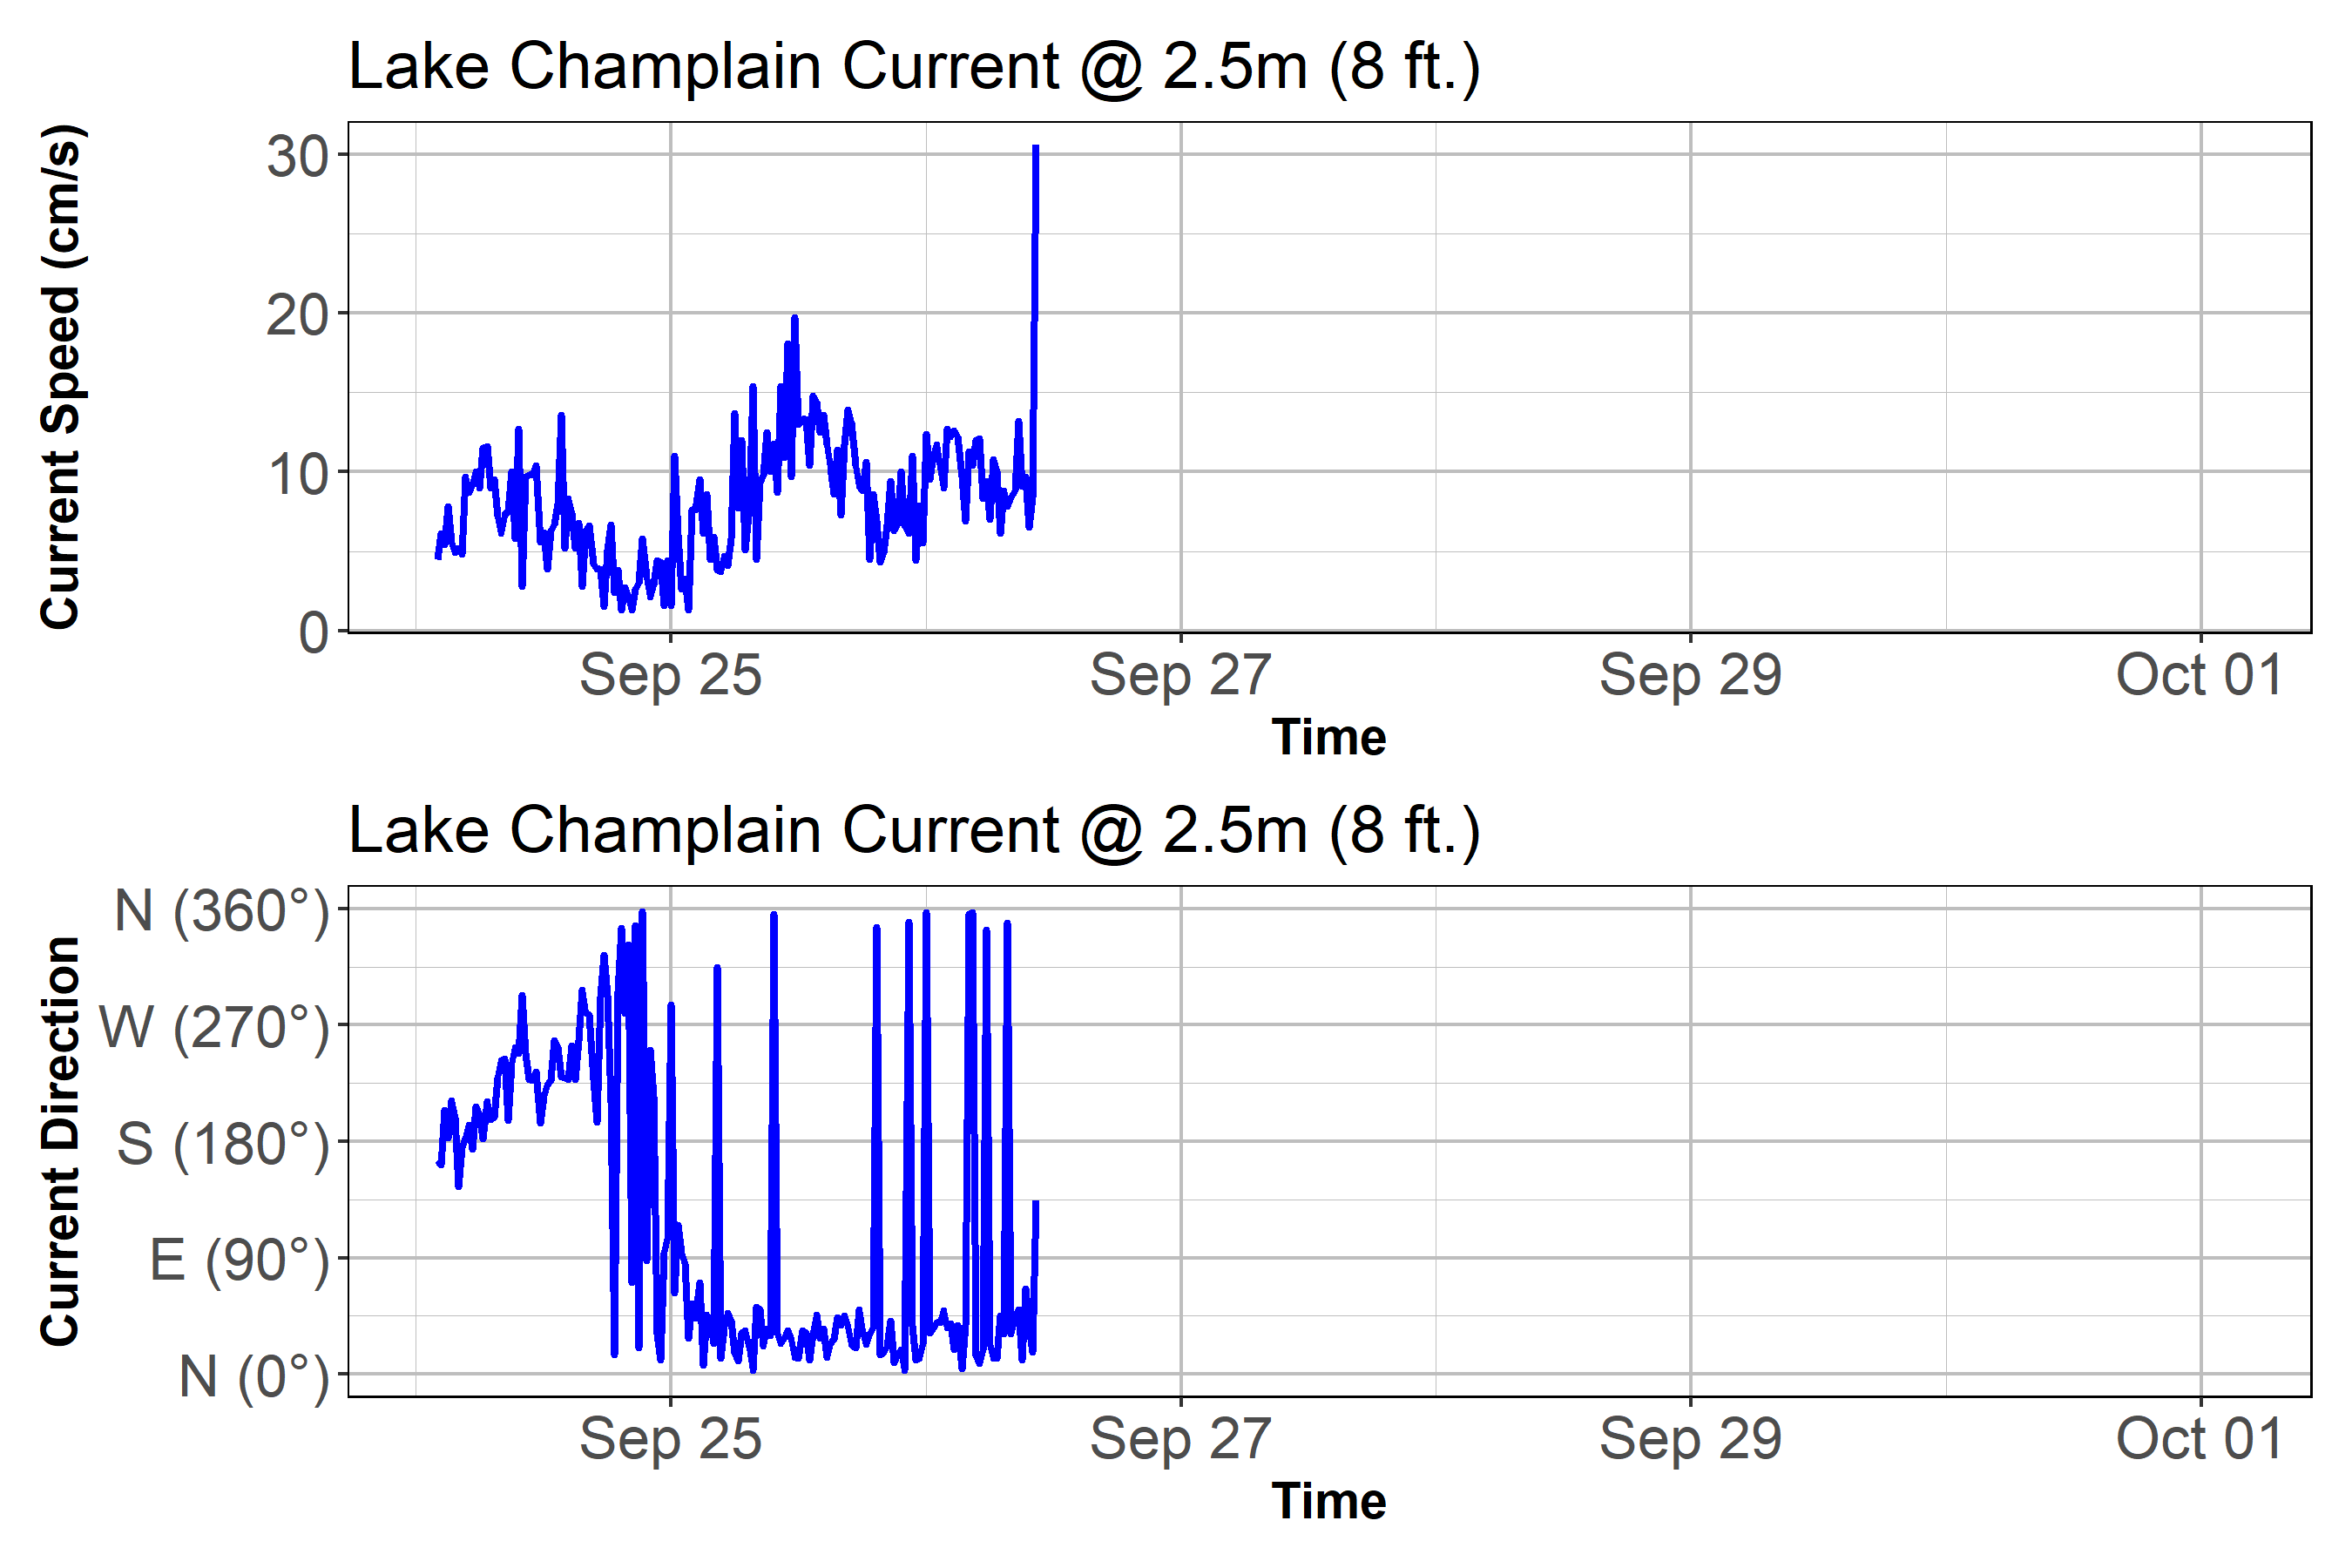 Lake Champlain Current @ 2.5m (8 ft.)
Current Speed (cm/s)
30
20
10
0
Sep 25 Sep 27 Sep 29 Oct 01
Time
Lake Champlain Current @ 2.5m (8 ft.)
Current Direction
N (360°)
W (270°)
S (180°)
E (90°)
N (0°)
Sep 25 Sep 27 Sep 29 Oct 01
Time